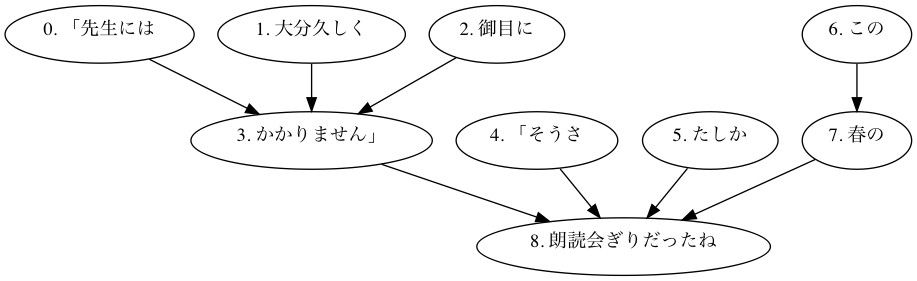 0. 「先生には
1. 大分久しく
2. 御目に
6. この
3. かかりません」
4. 「そうさ
5. たしか
7. 春の
8. 朗読会ぎりだったね